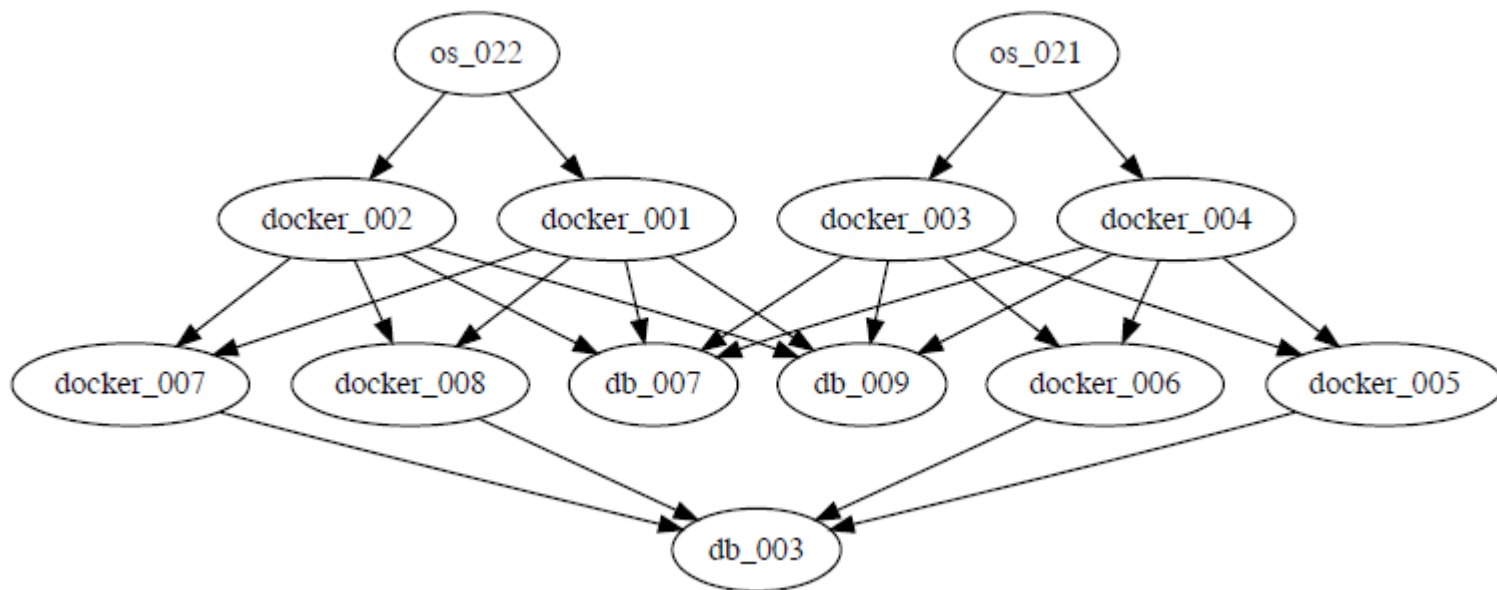 os_022
os_021
docker_002
docker_001
docker_003
docker_004
docker_007
docker_008
db_007
db_009
docker_006
docker_005
db_003